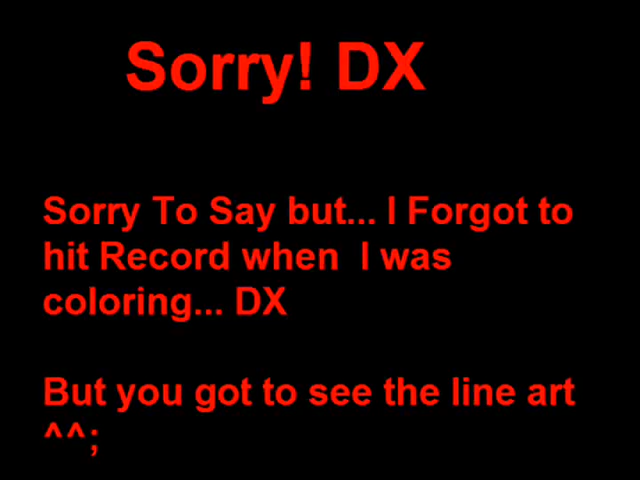 Sorry! DX
Sorry To Say but... I Forgot to
hit Record when  I was
coloring... DX
But you got to see the line art
^^;